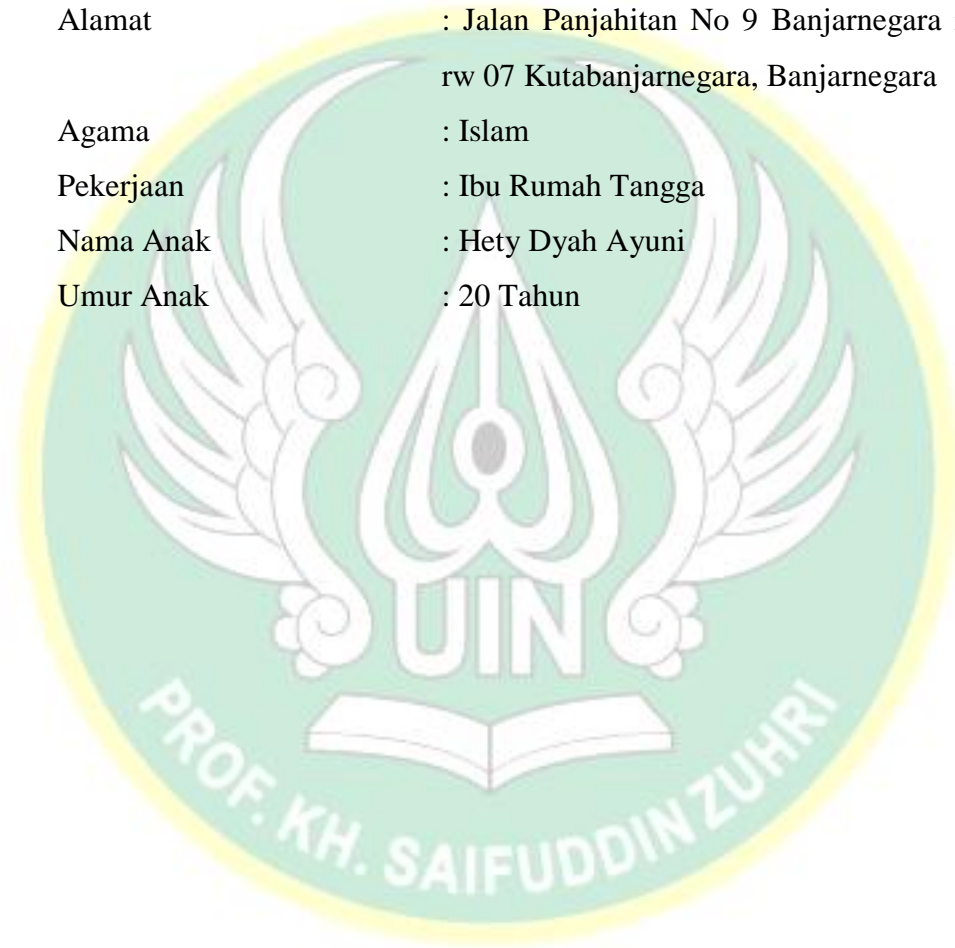 Alamat : Jalan Panjahitan No 9 Banjarnegara
rw 07 Kutabanjarnegara, Banjarnegara
Agama : Islam
Pekerjaan : Ibu Rumah Tangga
Nama Anak : Hety Dyah Ayuni
Umur Anak : 20 Tahun
UIN
PROF. KH. SAIFUDDIN ZUHRI